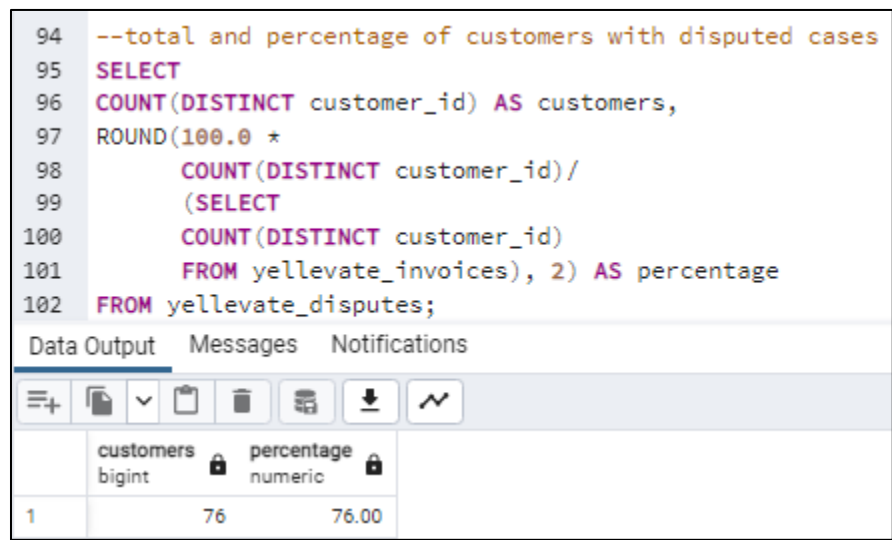 94 --total and percentage of customers with disputed cases
95 SELECT
96 COUNT(DISTINCT customer_id) AS customers,
97 ROUND(100.0 *
98 COUNT(DISTINCT customer_id)/
99 (SELECT
100 COUNT(DISTINCT customer_id)
101 FROM yellevate_invoices), 2) AS percentage
102 FROM yellevate_disputes;
Data Output Messages Notifications
customers percentage
bigint numeric
1 76 76.00